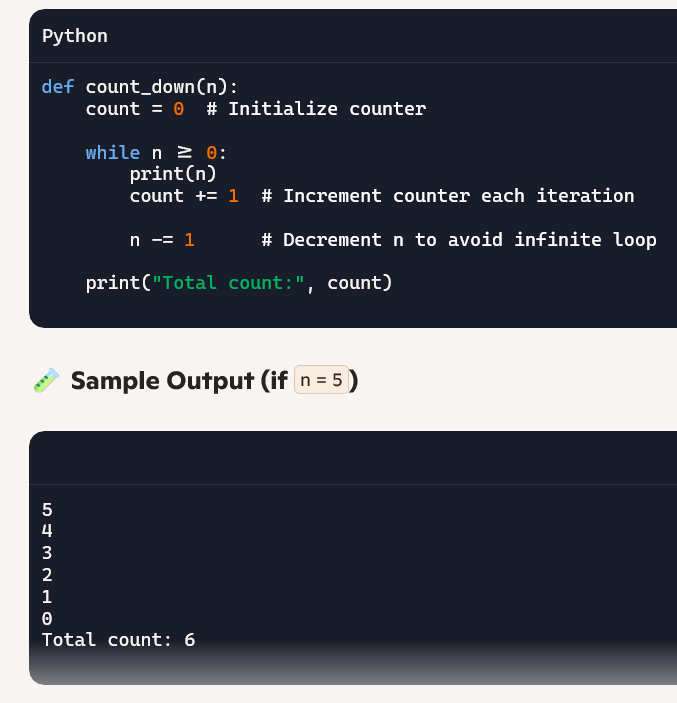 Python
def count_down(n):
    count = 0  # Initialize counter
    while n ≥ 0:
        print(n)
        count += 1  # Increment counter each iteration
        n -= 1      # Decrement n to avoid infinite loop
    print("Total count:", count)
Sample Output (if n = 5)
5
4
3
2
1
0
Total count: 6